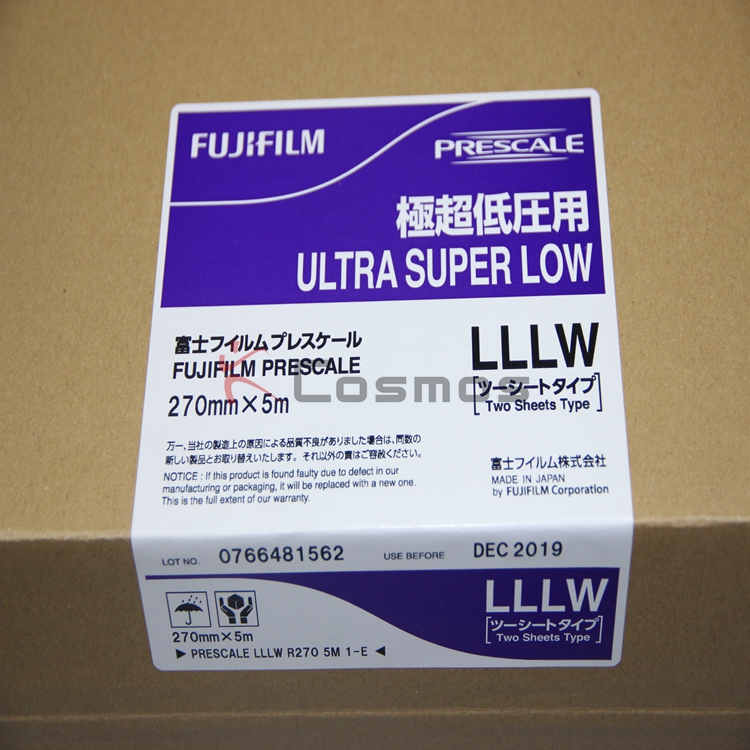 FUJIFILM
PRESCALE
極超低圧用
ULTRA SUPER LOW
富士フイルムプレスケール
FUJIFILM PRESCALE
270mm×5m
LLLW
[ツーシートタイプ
Two Sheets Type]
K Cosmos
万一、当社の製造上の原因による品質不良がありました場合は、同数の
新しい製品とお取り替えいたします。それ以外の責はご容赦ください。
NOTICE : If this product is found faulty due to defect in our
manufacturing or packaging, it will be replaced with a new one.
This is the full extent of our warranty.
富士フイルム株式会社
MADE IN JAPAN
by FUJIFILM Corporation
LOT NO. 0766481562 USE BEFORE DEC 2019
270mm×5m
▶ PRESCALE LLLW R270 5M 1-E ◀
LLLW
[ツーシートタイプ
Two Sheets Type]